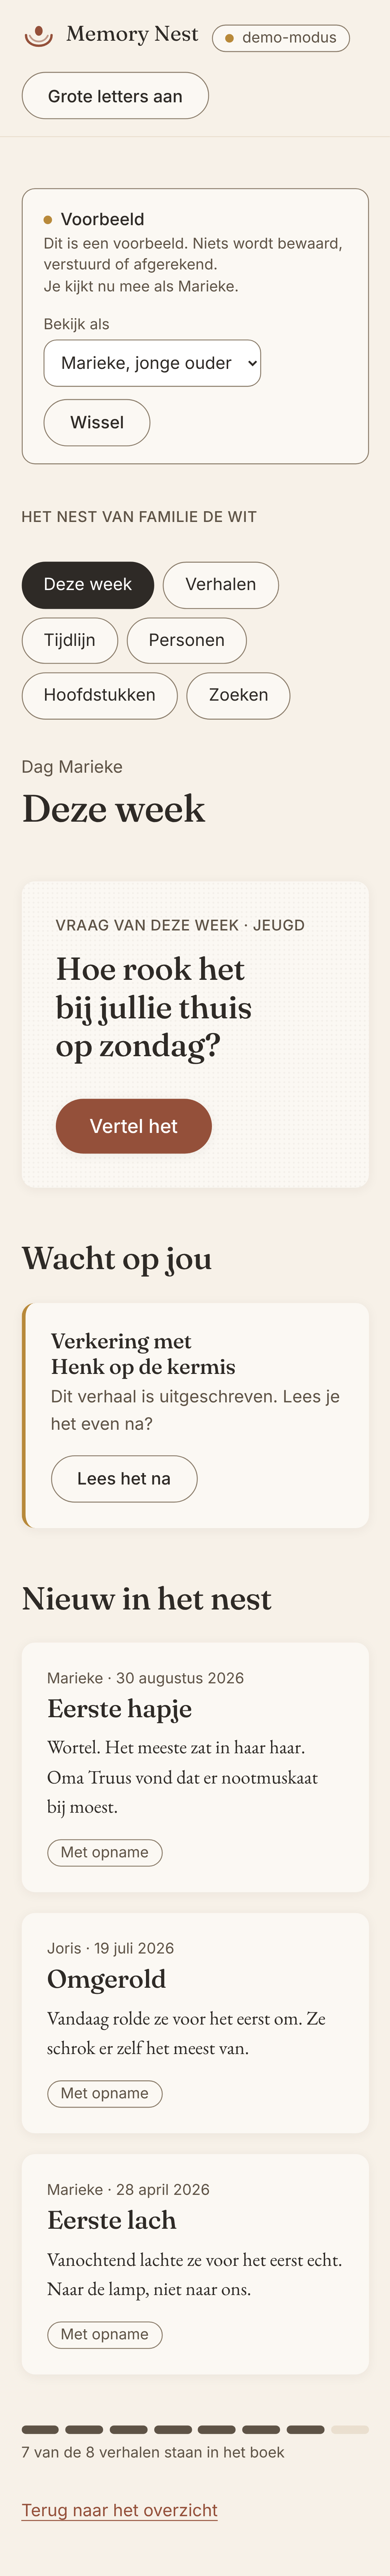 Memory Nest
demo-modus
Grote letters aan
Voorbeeld
Dit is een voorbeeld. Niets wordt bewaard,
verstuurd of afgerekend.
Je kijkt nu mee als Marieke.
Bekijk als
Marieke, jonge ouder
Wissel
HET NEST VAN FAMILIE DE WIT
Deze week
Verhalen
Tijdlijn
Personen
Hoofdstukken
Zoeken
Dag Marieke
Deze week
VRAAG VAN DEZE WEEK · JEUGD
Hoe rook het
bij jullie thuis
op zondag?
Vertel het
Wacht op jou
Verkering met
Henk op de kermis
Dit verhaal is uitgeschreven. Lees je
het even na?
Lees het na
Nieuw in het nest
Marieke · 30 augustus 2026
Eerste hapje
Wortel. Het meeste zat in haar haar.
Oma Truus vond dat er nootmuskaat
bij moest.
Met opname
Joris · 19 juli 2026
Omgerold
Vandaag rolde ze voor het eerst om. Ze
schrok er zelf het meest van.
Met opname
Marieke · 28 april 2026
Eerste lach
Vanochtend lachte ze voor het eerst echt.
Naar de lamp, niet naar ons.
Met opname
7 van de 8 verhalen staan in het boek
Terug naar het overzicht